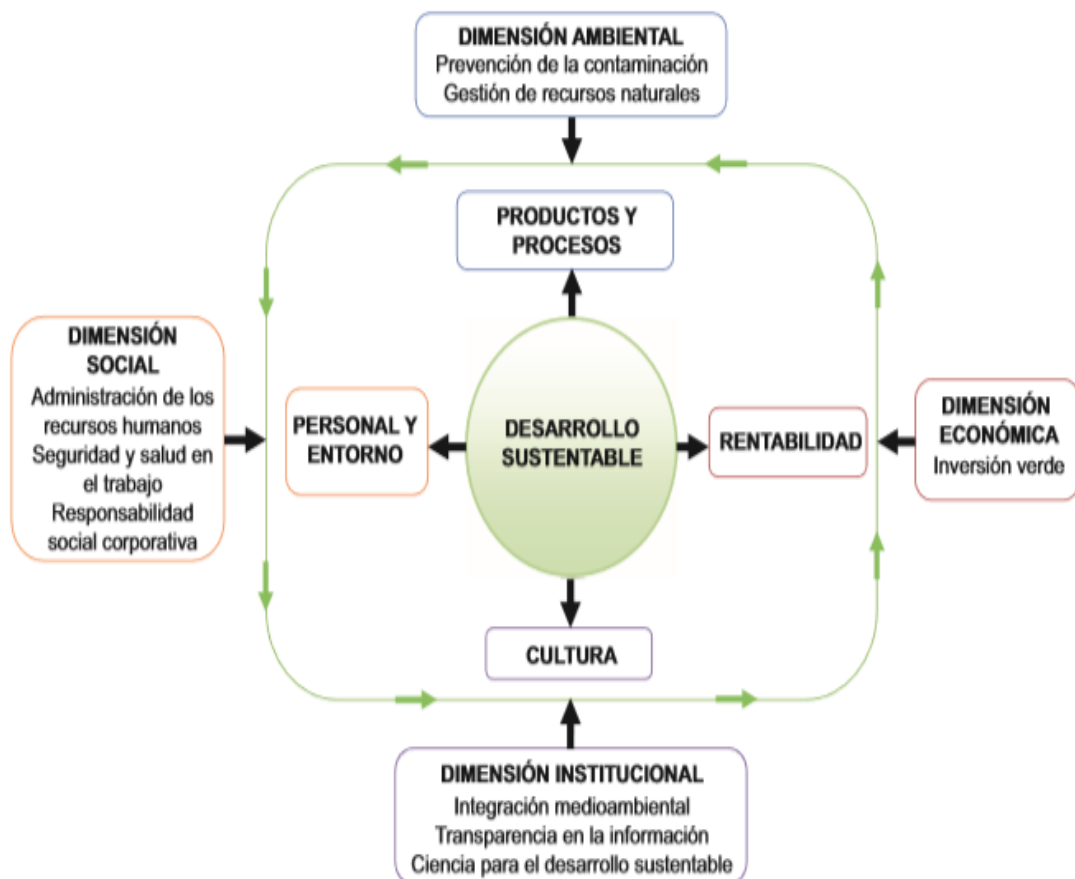 DIMENSIÓN AMBIENTAL
Prevención de la contaminación
Gestión de recursos naturales
PRODUCTOS Y
PROCESOS
DIMENSIÓN
SOCIAL
Administración de los
recursos humanos
Seguridad y salud en
el trabajo
Responsabilidad
social corporativa
PERSONAL Y
ENTORNO
DESARROLLO
SUSTENTABLE
RENTABILIDAD
DIMENSIÓN
ECONÓMICA
Inversión verde
CULTURA
DIMENSIÓN INSTITUCIONAL
Integración medioambiental
Transparencia en la información
Ciencia para el desarrollo sustentable